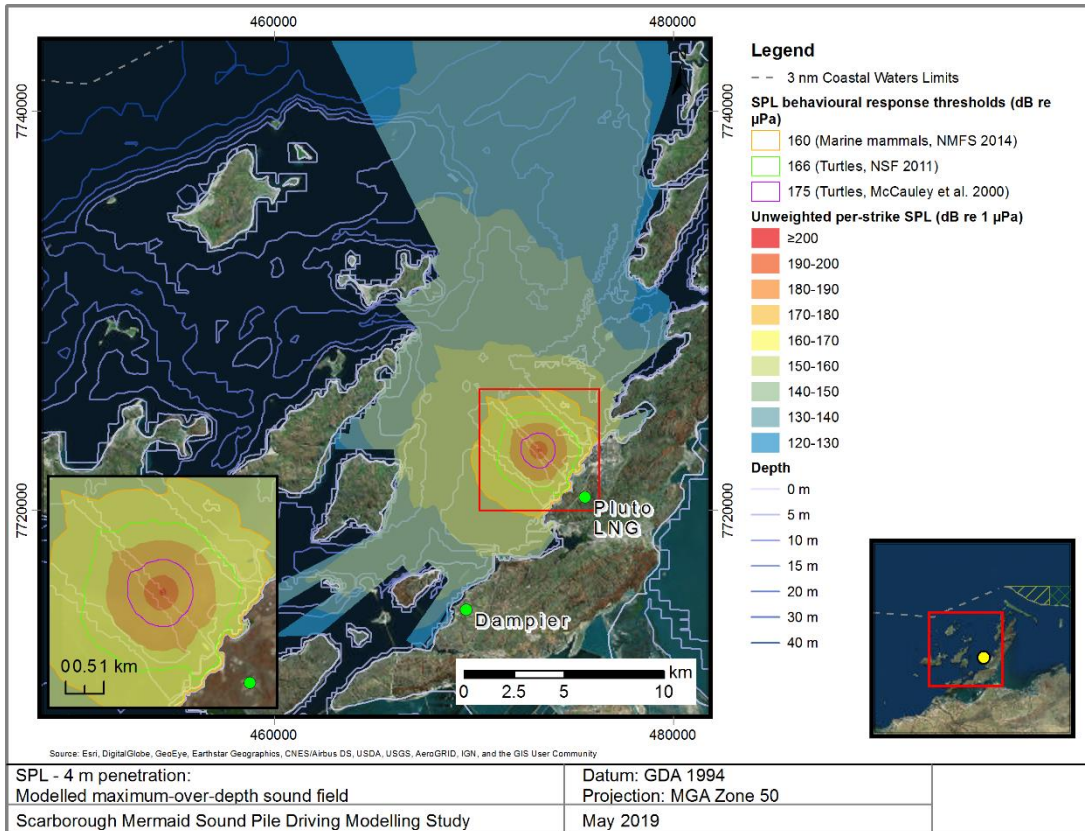 460000
480000
7740000
7740000
7720000
7720000
Pluto
LNG
Dampier
00.51 km
km
0
2.5
5
10
460000
480000
Source: Esri, DigitalGlobe, GeoEye, Earthstar Geographics, CNES/Airbus DS, USDA, USGS, AeroGRID, IGN, and the GIS User Community
Legend
3 nm Coastal Waters Limits
SPL behavioural response thresholds (dB re
µPa)
160 (Marine mammals, NMFS 2014)
166 (Turtles, NSF 2011)
175 (Turtles, McCauley et al. 2000)
Unweighted per-strike SPL (dB re 1 µPa)
≥200
190-200
180-190
170-180
160-170
150-160
140-150
130-140
120-130
Depth
0 m
5 m
10 m
15 m
20 m
30 m
40 m
SPL - 4 m penetration:
Modelled maximum-over-depth sound field
Datum: GDA 1994
Projection: MGA Zone 50
Scarborough Mermaid Sound Pile Driving Modelling Study
May 2019